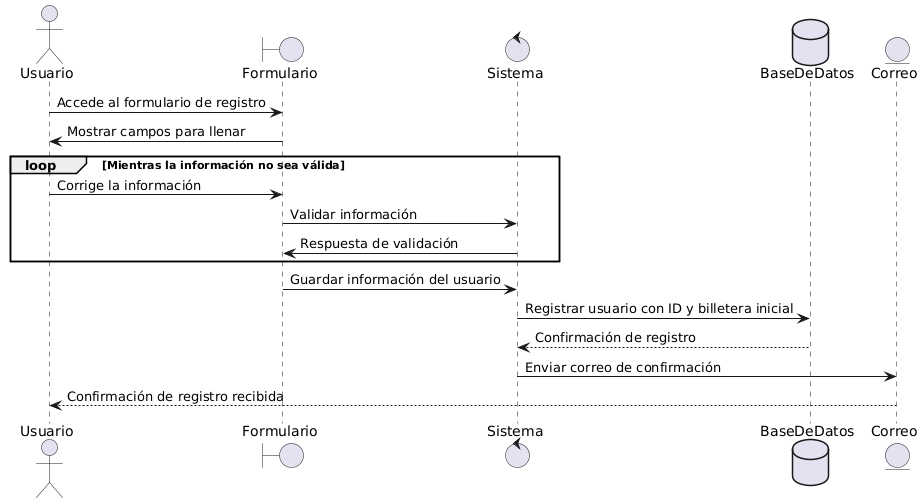 Usuario
Formulario
Sistema
BaseDeDatos
Correo
Accede al formulario de registro
Mostrar campos para llenar
loop [Mientras la información no sea válida]
Corrige la información
Validar información
Respuesta de validación
Guardar información del usuario
Registrar usuario con ID y billetera inicial
Confirmación de registro
Enviar correo de confirmación
Confirmación de registro recibida
Usuario
Formulario
Sistema
BaseDeDatos
Correo